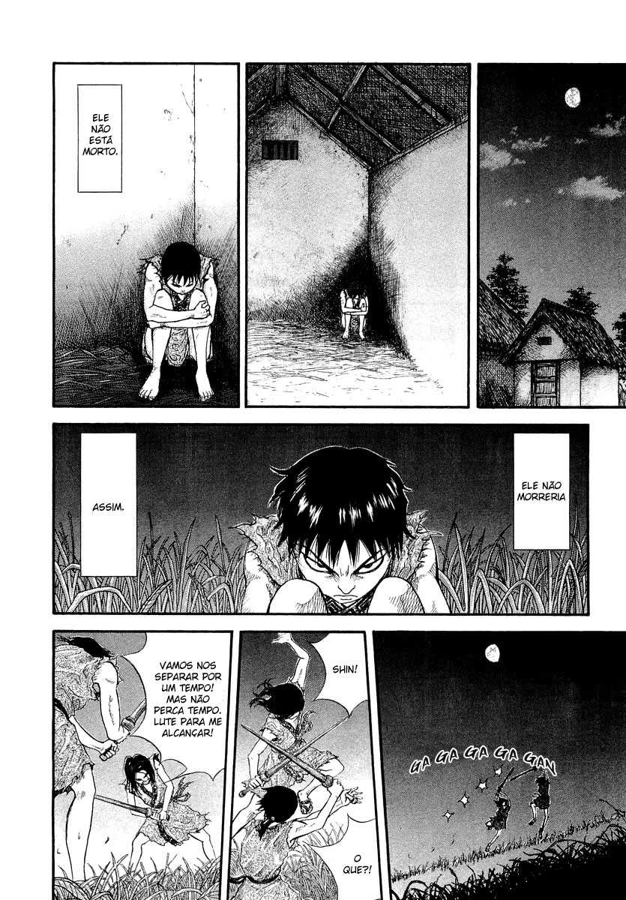 ELE
NÃO
ESTÁ
MORTO.
ELE NÃO
MORRERIA
ASSIM.
GA GA GA GA GAN
SHIN!
O
QUE?!
VAMOS NOS
SEPARAR POR
UM TEMPO!
MAS NÃO
PERCA TEMPO.
LUTE PARA ME
ALCANÇAR!